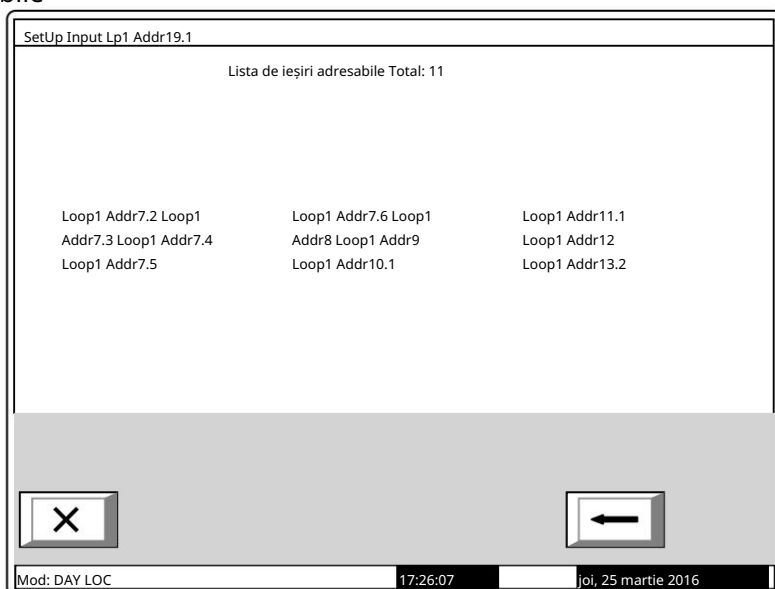 bile
SetUp Input Lp1 Addr19.1
Lista de ieșiri adresabile Total: 11
Loop1 Addr7.2 Loop1
Addr7.3 Loop1 Addr7.4
Loop1 Addr7.5
Loop1 Addr7.6 Loop1
Addr8 Loop1 Addr9
Loop1 Addr10.1
Loop1 Addr11.1
Loop1 Addr12
Loop1 Addr13.2
Mod: DAY LOC
17:26:07
joi, 25 martie 2016